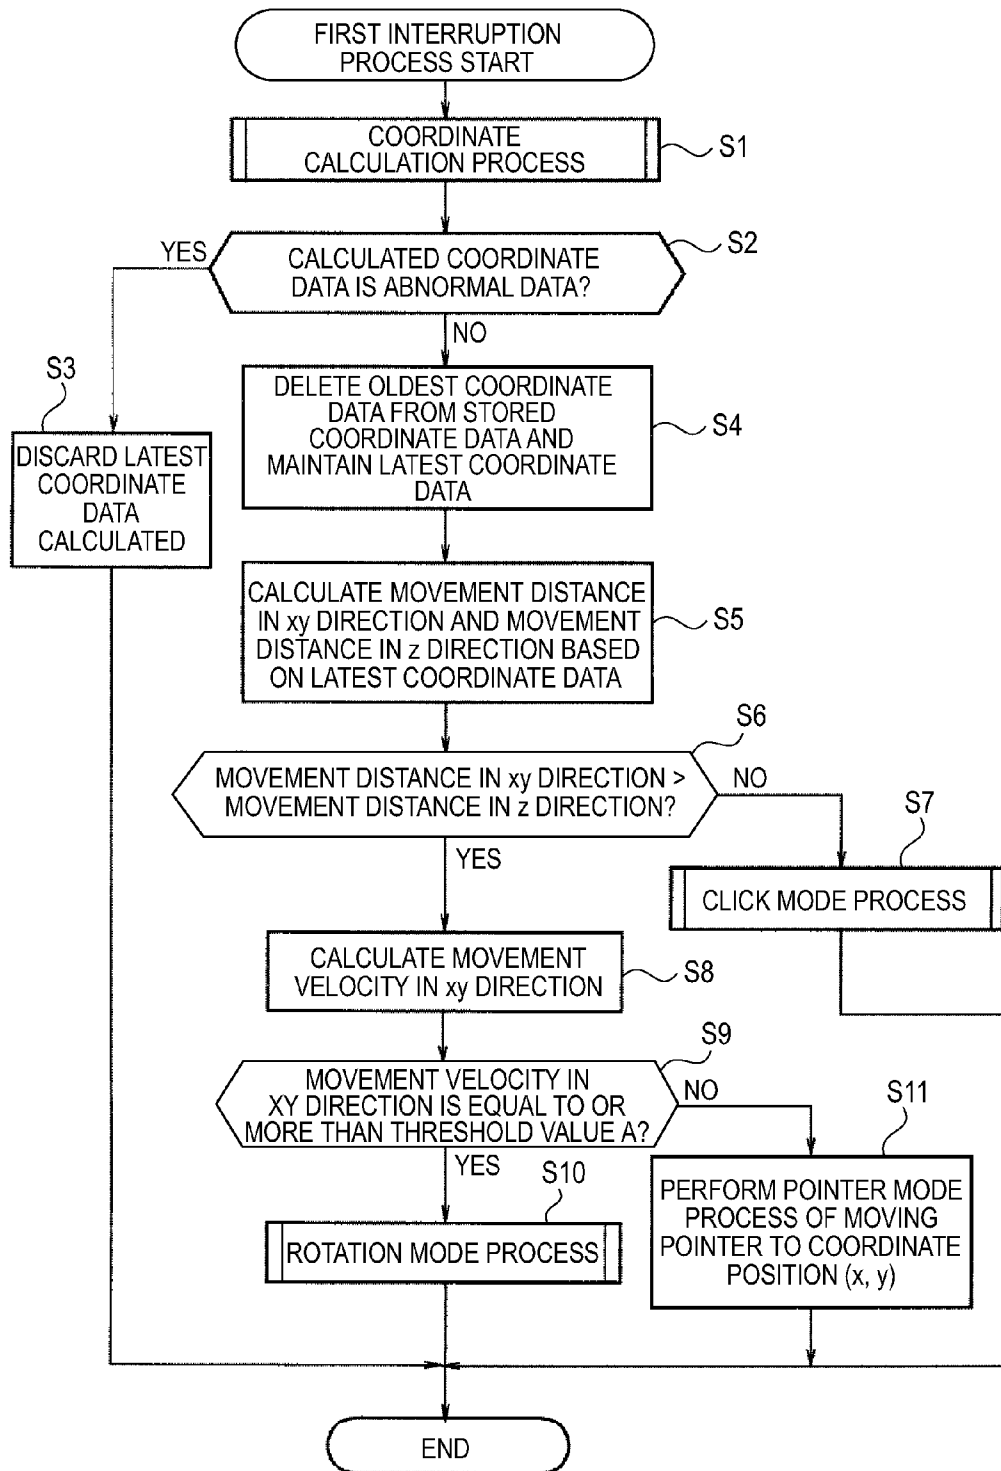 FIRST INTERRUPTION
PROCESS START
COORDINATE
CALCULATION PROCESS
S1
S2
YES
CALCULATED COORDINATE
DATA IS ABNORMAL DATA?
NO
S3
DISCARD LATEST
COORDINATE
DATA
CALCULATED
DELETE OLDEST COORDINATE
DATA FROM STORED
COORDINATE DATA AND
MAINTAIN LATEST COORDINATE
DATA
S4
CALCULATE MOVEMENT DISTANCE
IN xy DIRECTION AND MOVEMENT
DISTANCE IN z DIRECTION BASED
ON LATEST COORDINATE DATA
S5
S6
MOVEMENT DISTANCE IN xy DIRECTION >
MOVEMENT DISTANCE IN z DIRECTION?
NO
YES
S7
CLICK MODE PROCESS
CALCULATE MOVEMENT
VELOCITY IN xy DIRECTION
S8
S9
MOVEMENT VELOCITY IN
XY DIRECTION IS EQUAL TO OR
MORE THAN THRESHOLD VALUE A?
NO
YES
S10
ROTATION MODE PROCESS
S11
PERFORM POINTER MODE
PROCESS OF MOVING
POINTER TO COORDINATE
POSITION (x, y)
END